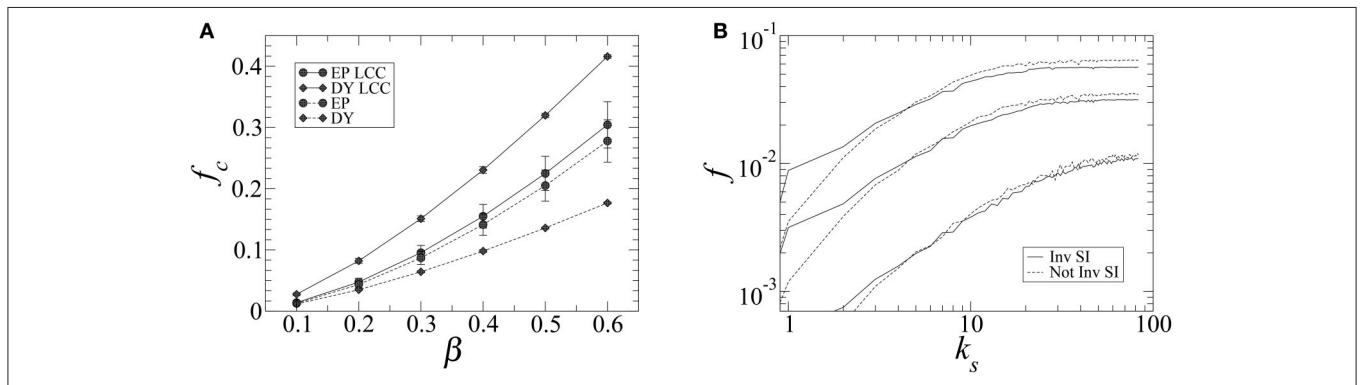 A
EP LCC
DY LCC
EP
DY
f_c
0.4
0.3
0.2
0.1
0
0.1 0.2 0.3 0.4 0.5 0.6
β
B
10^-1
10^-2
10^-3
f
Inv SI
Not Inv SI
1 10 100
k_s